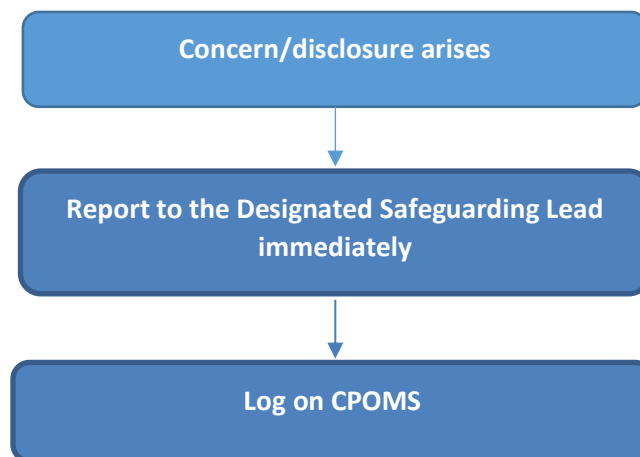 Concern/disclosure arises
Report to the Designated Safeguarding Lead
immediately
Log on CPOMS